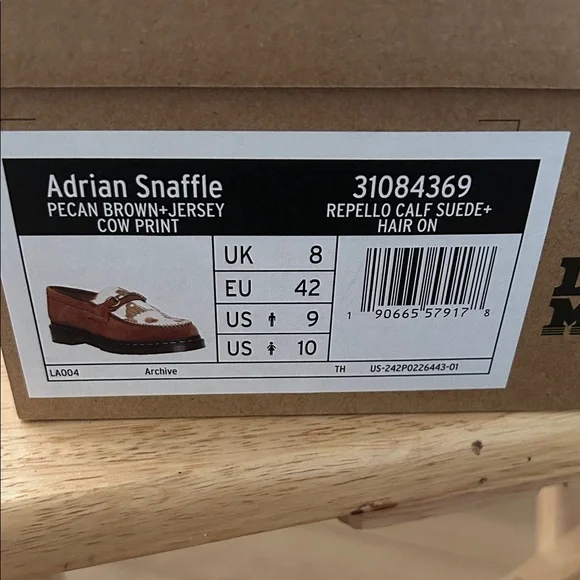 Adrian Snaffle
PECAN BROWN+JERSEY
COW PRINT
31084369
REPELLO CALF SUEDE+
HAIR ON
UK 8
EU 42
US 9
US 10
1 90665 57917 8
LA004 Archive TH US-242P0226443-01